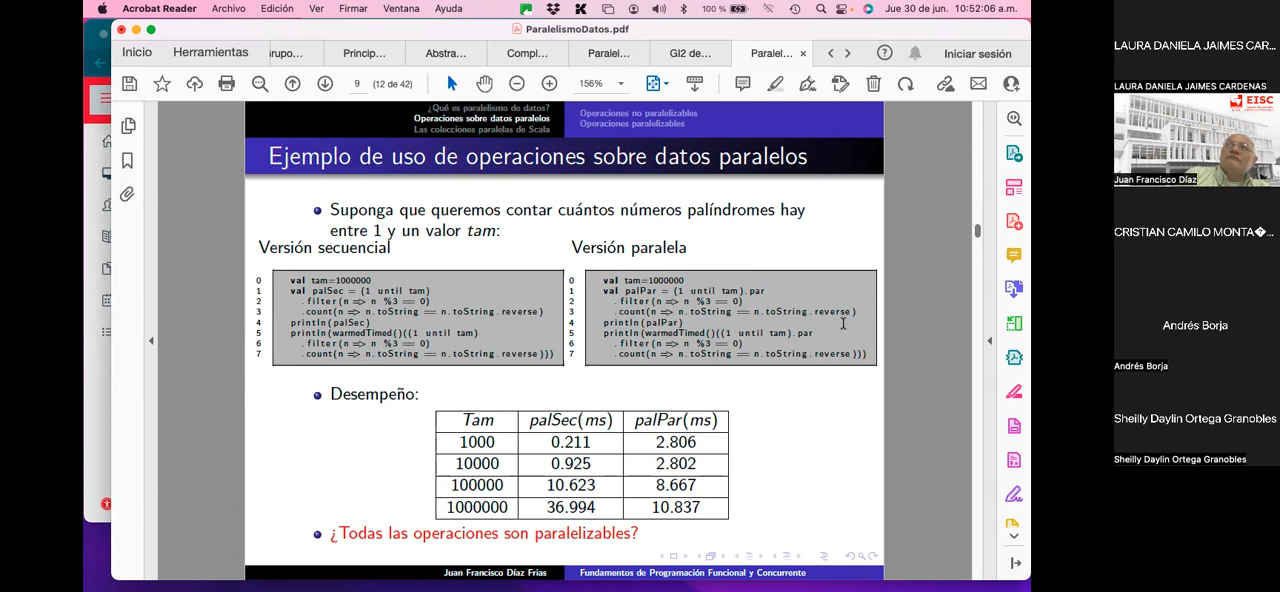 Acrobat Reader Archivo Edición Ver Firmar Ventana Ayuda 100 % Jue 30 de jun. 10:52:06 a.m.
ParalelismoDatos.pdf
Inicio Herramientas Princip... Abstra... Compl... Paralel... GI2 de... Paralel... × Iniciar sesión
9 (12 de 42) 156%
¿Qué es paralelismo de datos?
Operaciones sobre datos paralelos
Las colecciones paralelas de Scala
Operaciones no paralelizables
Operaciones paralelizables
Ejemplo de uso de operaciones sobre datos paralelos
Suponga que queremos contar cuántos números palíndromes hay
entre 1 y un valor tam:
Versión secuencial
0 val tam=1000000
1 val palSec = (1 until tam)
2 .filter(n => n %3 == 0)
3 .count(n => n.toString == n.toString.reverse)
4 println(palSec)
5 println(warmedTimed()((1 until tam)
6 .filter(n => n %3 == 0)
7 .count(n => n.toString == n.toString.reverse)))
Versión paralela
0 val tam=1000000
1 val palPar = (1 until tam).par
2 .filter(n => n %3 == 0)
3 .count(n => n.toString == n.toString.reverse)
4 println(palPar)
5 println(warmedTimed()((1 until tam).par
6 .filter(n => n %3 == 0)
7 .count(n => n.toString == n.toString.reverse)))
Desempeño:
Tam palSec(ms) palPar(ms)
1000 0.211 2.806
10000 0.925 2.802
100000 10.623 8.667
1000000 36.994 10.837
¿Todas las operaciones son paralelizables?
Juan Francisco Díaz Frias Fundamentos de Programación Funcional y Concurrente
LAURA DANIELA JAIMES CAR...
LAURA DANIELA JAIMES CARDENAS
EISC
Juan Francisco Díaz
CRISTIAN CAMILO MONTA�...
Andrés Borja
Andrés Borja
Sheilly Daylin Ortega Granobles
Sheilly Daylin Ortega Granobles